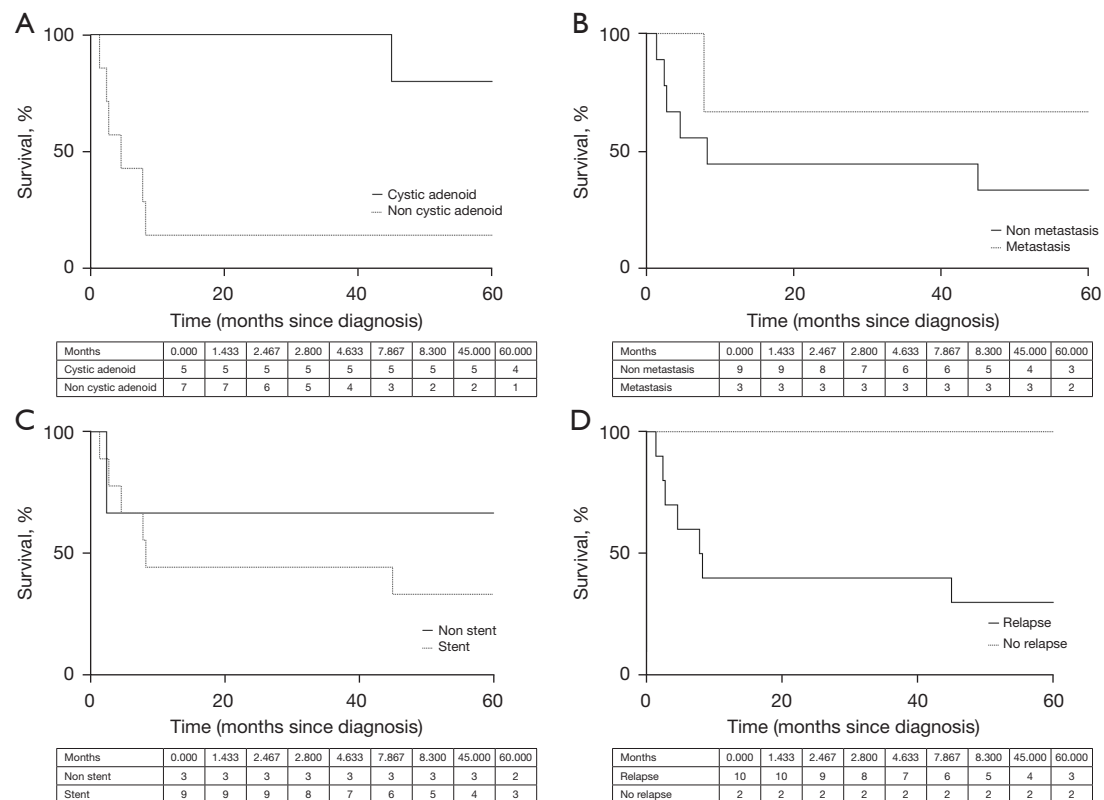 A
100
50
0
Survival, %
Cystic adenoid
Non cystic adenoid
0 20 40 60
Time (months since diagnosis)
Months 0.000 1.433 2.467 2.800 4.633 7.867 8.300 45.000 60.000
Cystic adenoid 5 5 5 5 5 5 5 5 4
Non cystic adenoid 7 7 6 5 4 3 2 2 1
B
100
50
0
Survival, %
Non metastasis
Metastasis
0 20 40 60
Time (months since diagnosis)
Months 0.000 1.433 2.467 2.800 4.633 7.867 8.300 45.000 60.000
Non metastasis 9 9 8 7 6 6 5 4 3
Metastasis 3 3 3 3 3 3 3 3 2
C
100
50
0
Survival, %
Non stent
Stent
0 20 40 60
Time (months since diagnosis)
Months 0.000 1.433 2.467 2.800 4.633 7.867 8.300 45.000 60.000
Non stent 3 3 3 3 3 3 3 3 2
Stent 9 9 9 8 7 6 5 4 3
D
100
50
0
Survival, %
Relapse
No relapse
0 20 40 60
Time (months since diagnosis)
Months 0.000 1.433 2.467 2.800 4.633 7.867 8.300 45.000 60.000
Relapse 10 10 9 8 7 6 5 4 3
No relapse 2 2 2 2 2 2 2 2 2